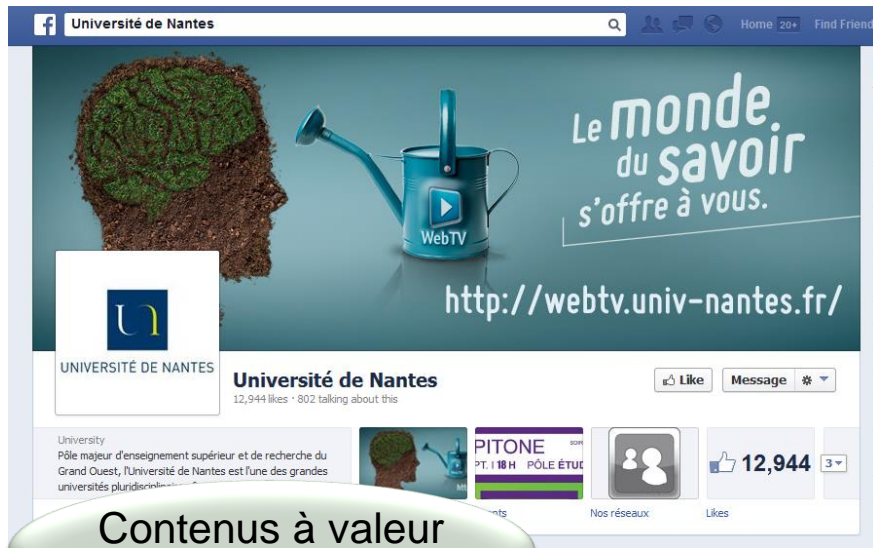 Université de Nantes
Home 20+ Find Friend
Le monde
du savoir
s'offre à vous.
WebTV
http://webtv.univ-nantes.fr/
UNIVERSITÉ DE NANTES
Université de Nantes
12,944 likes · 802 talking about this
Like
Message
University
Pôle majeur d'enseignement supérieur et de recherche du
Grand Ouest, l'Université de Nantes est l'une des grandes
universités
PITONE
PT. I 18 H PÔLE ÉTUD
12,944
3
Nos réseaux
Likes
Contenus à valeur